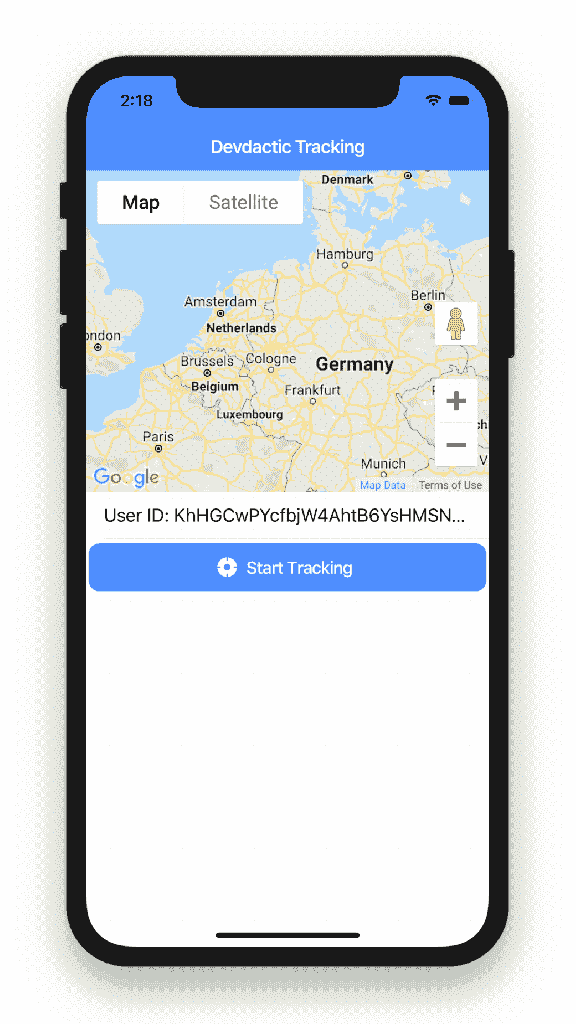 2:18
Devdactic Tracking
Map Satellite
Denmark
Hamburg
Berlin
Amsterdam
Netherlands
ondon
Brussels Cologne
Germany
Belgium
Frankfurt
Luxembourg
ch
Paris
Munich
V
Google
Map Data Terms of Use
User ID: KhHGCwPYcfbjW4AhtB6YsHMSN...
Start Tracking